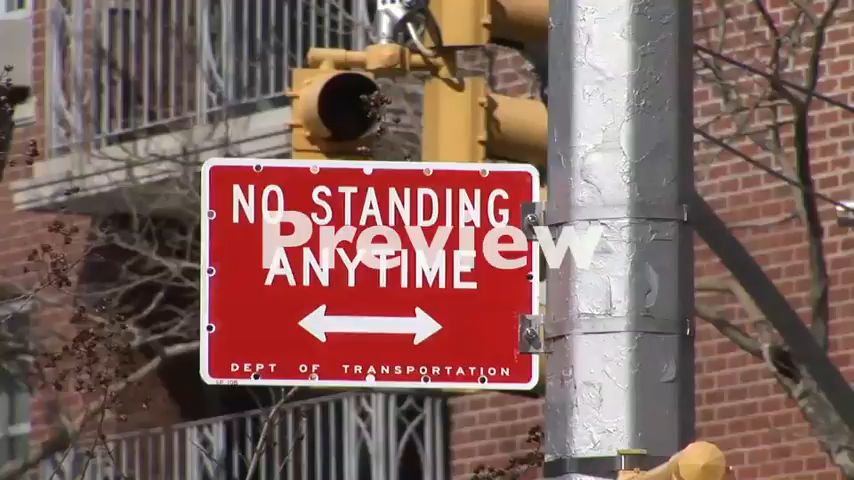 NO STANDING
Preview
ANYTIME
DEPT OF TRANSPORTATION